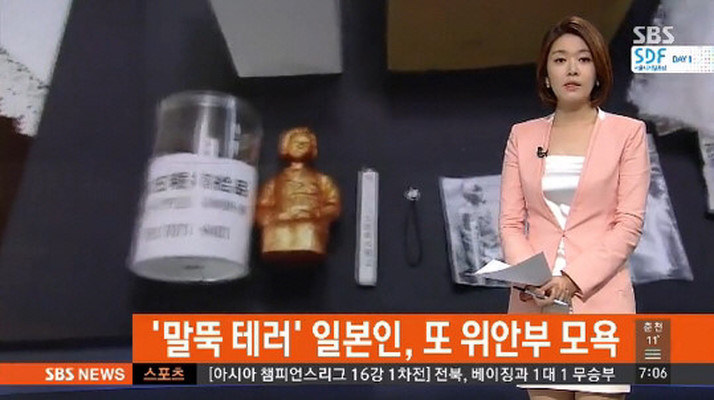 SBS
SDF
DAY 1
'말뚝 테러' 일본인, 또 위안부 모욕
춘천
11°
SBS NEWS
스포츠
[아시아 챔피언스리그 16강 1차전] 전북, 베이징과 1대 1 무승부
7:06